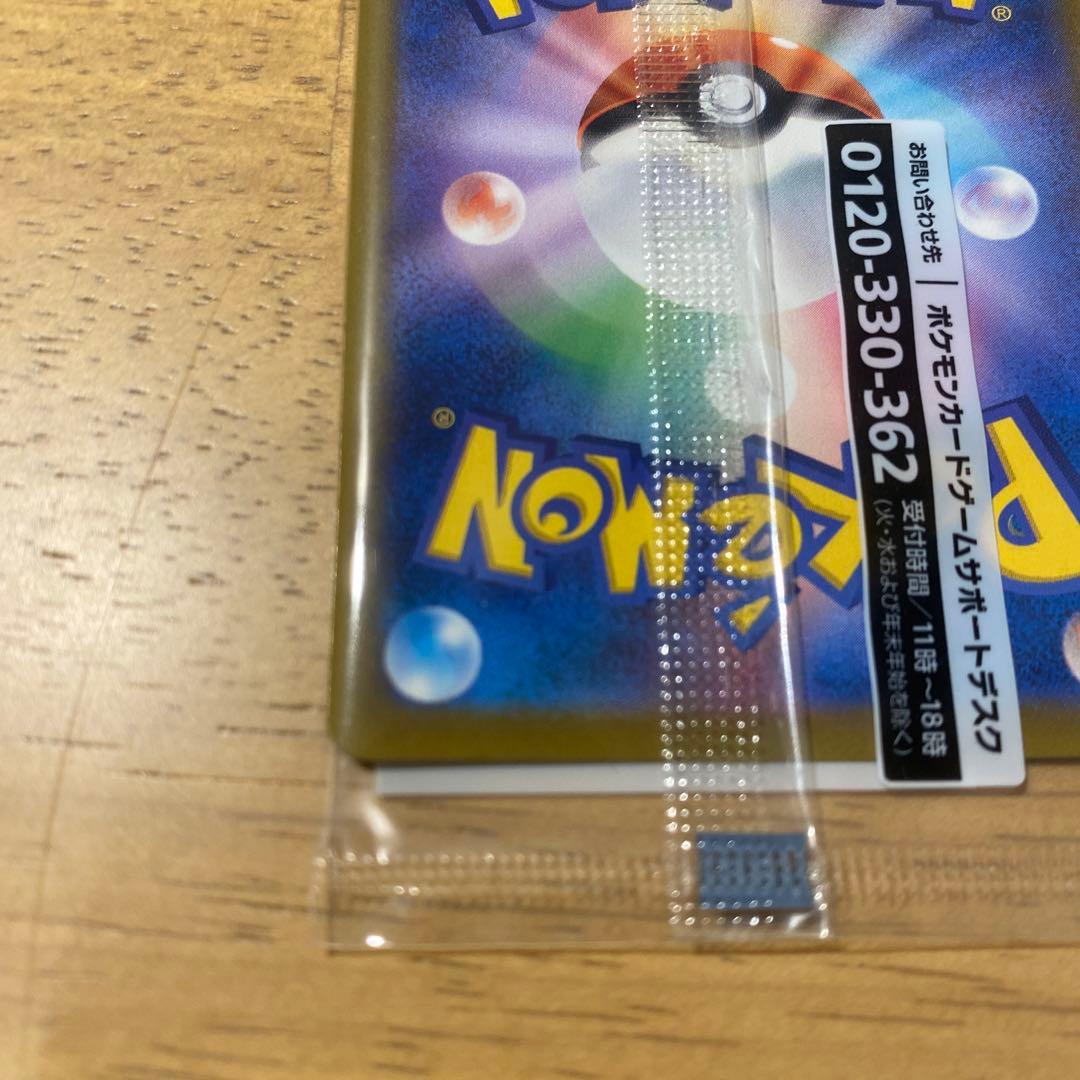 お問い合わせ先 | ポケモンカードゲームサポートデスク
0120-330-362 受付時間/11時～18時
(火・水および年末年始を除く)
®
POKéMON
®